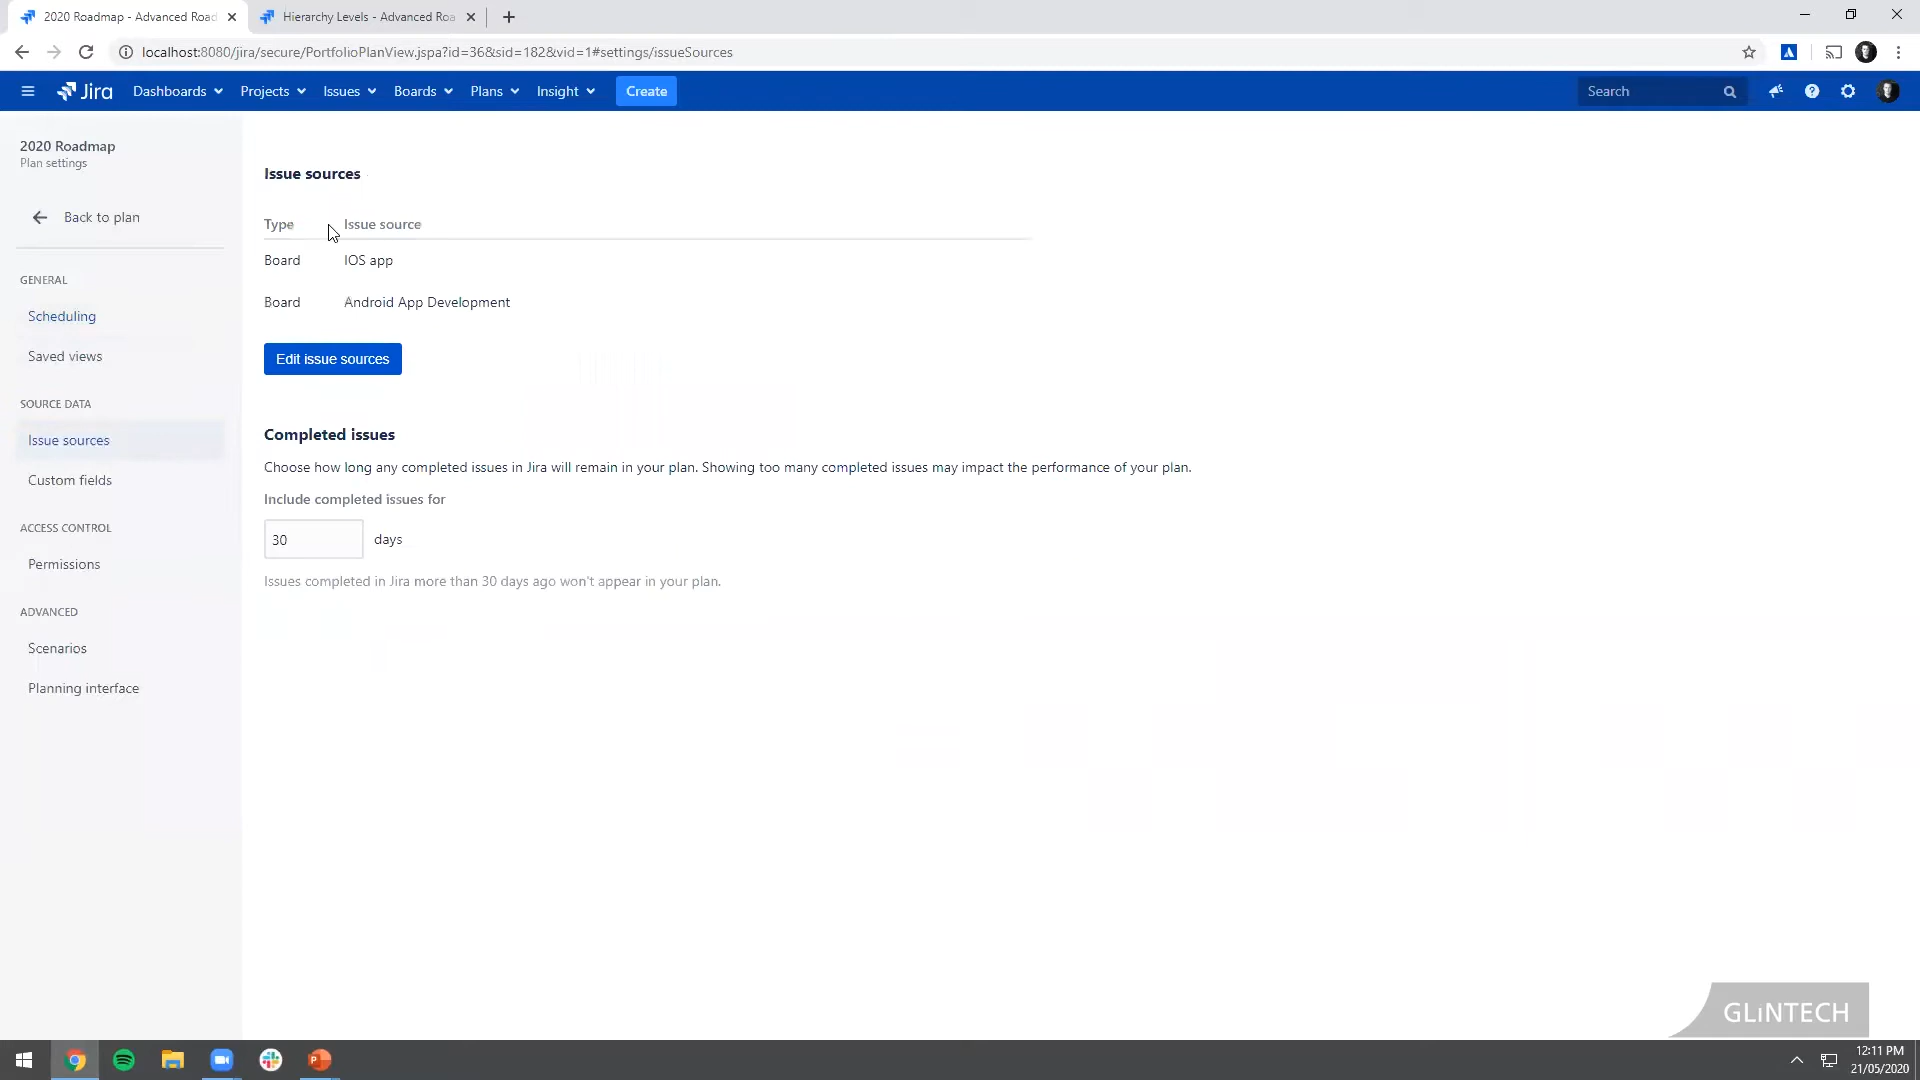 2020 Roadmap - Advanced Road
Hierarchy Levels - Advanced Roa
localhost:8080/jira/secure/PortfolioPlanView.jspa?id=36&sid=182&vid=1#settings/issueSources
Jira Dashboards Projects Issues Boards Plans Insight Create Search
2020 Roadmap
Plan settings
Back to plan
GENERAL
Scheduling
Saved views
SOURCE DATA
Issue sources
Custom fields
ACCESS CONTROL
Permissions
ADVANCED
Scenarios
Planning interface
Issue sources
Type Issue source
Board IOS app
Board Android App Development
Edit issue sources
Completed issues
Choose how long any completed issues in Jira will remain in your plan. Showing too many completed issues may impact the performance of your plan.
Include completed issues for
30 days
Issues completed in Jira more than 30 days ago won't appear in your plan.
GLiNTECH
12:11 PM
21/05/2020